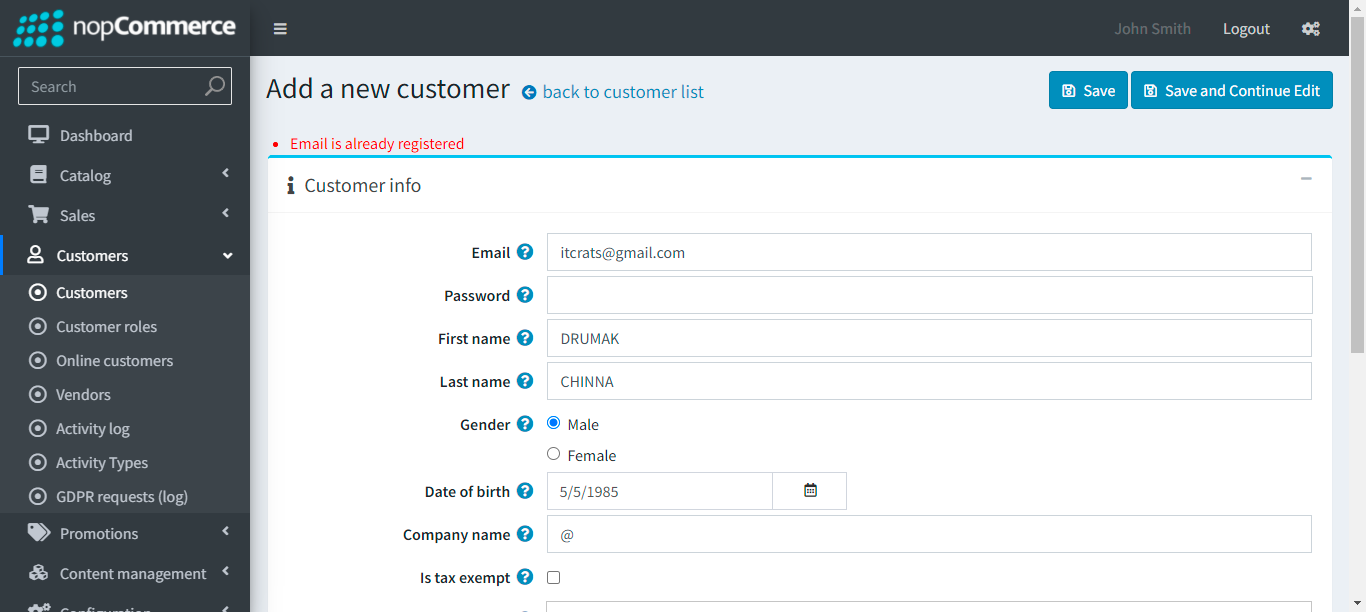 nopCommerce
John Smith
Logout
Search
Add a new customer
back to customer list
Save
Save and Continue Edit
Email is already registered
Dashboard
Catalog
Sales
Customers
Customers
Customer roles
Online customers
Vendors
Activity log
Activity Types
GDPR requests (log)
Promotions
Content management
Configuration
Customer info
Email
itcrats@gmail.com
Password
First name
DRUMAK
Last name
CHINNA
Gender
Male
Female
Date of birth
5/5/1985
Company name
@
Is tax exempt